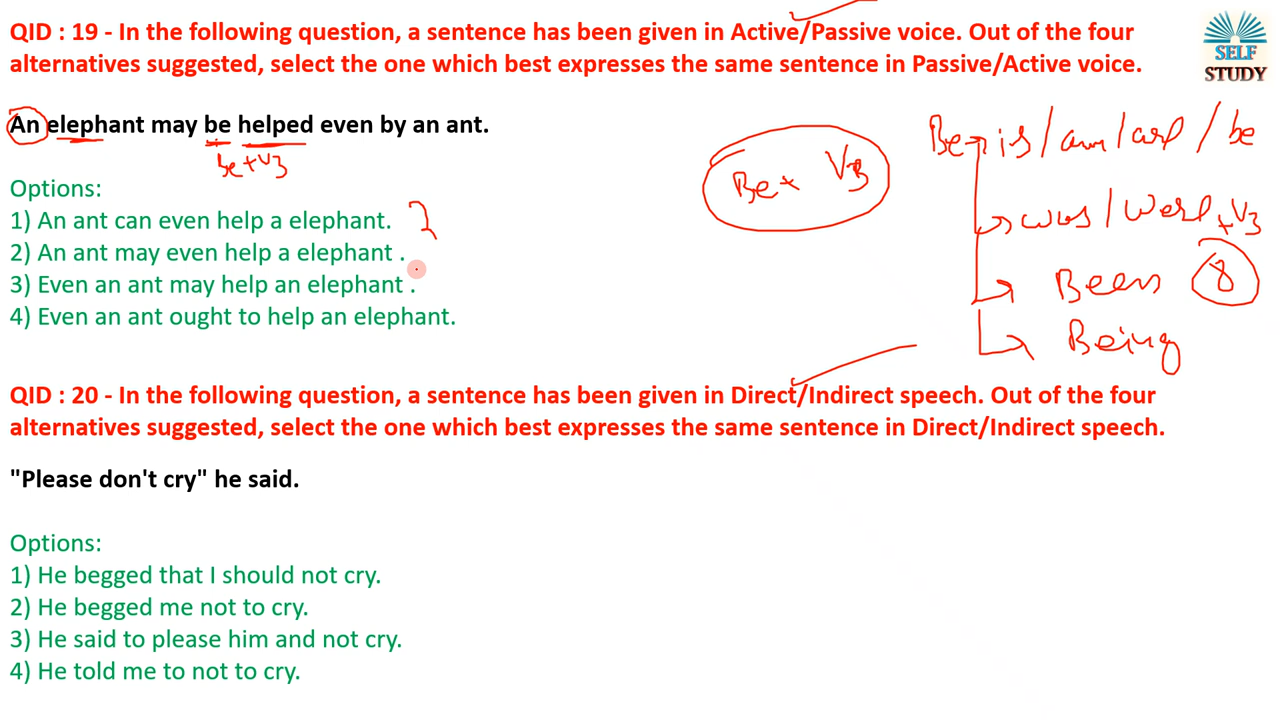 QID : 19 - In the following question, a sentence has been given in Active/Passive voice. Out of the four
alternatives suggested, select the one which best expresses the same sentence in Passive/Active voice.
SELF
STUDY
An elephant may be helped even by an ant.
be+V3
Be+ V3
Be → is/am/are/be
was/were+V3
Been 8
Being
Options:
1) An ant can even help a elephant.
2) An ant may even help a elephant .
3) Even an ant may help an elephant .
4) Even an ant ought to help an elephant.
QID : 20 - In the following question, a sentence has been given in Direct/Indirect speech. Out of the four
alternatives suggested, select the one which best expresses the same sentence in Direct/Indirect speech.
"Please don't cry" he said.
Options:
1) He begged that I should not cry.
2) He begged me not to cry.
3) He said to please him and not cry.
4) He told me to not to cry.